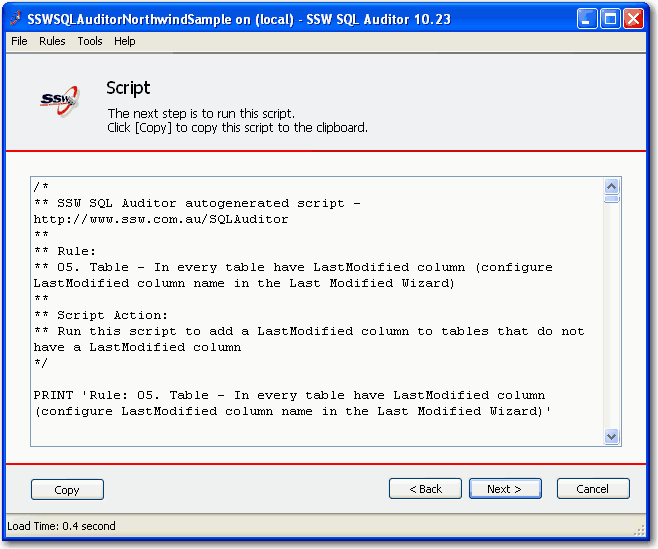 SSWSQLAuditorNorthwindSample on (local) - SSW SQL Auditor 10.23
File Rules Tools Help
SSW
Script
The next step is to run this script.
Click [Copy] to copy this script to the clipboard.
/*
** SSW SQL Auditor autogenerated script -
http://www.ssw.com.au/SQLAuditor
**
** Rule:
** 05. Table - In every table have LastModified column (configure
LastModified column name in the Last Modified Wizard)
**
** Script Action:
** Run this script to add a LastModified column to tables that do not
have a LastModified column
*/
PRINT 'Rule: 05. Table - In every table have LastModified column
(configure LastModified column name in the Last Modified Wizard)'
Copy
< Back
Next >
Cancel
Load Time: 0.4 second